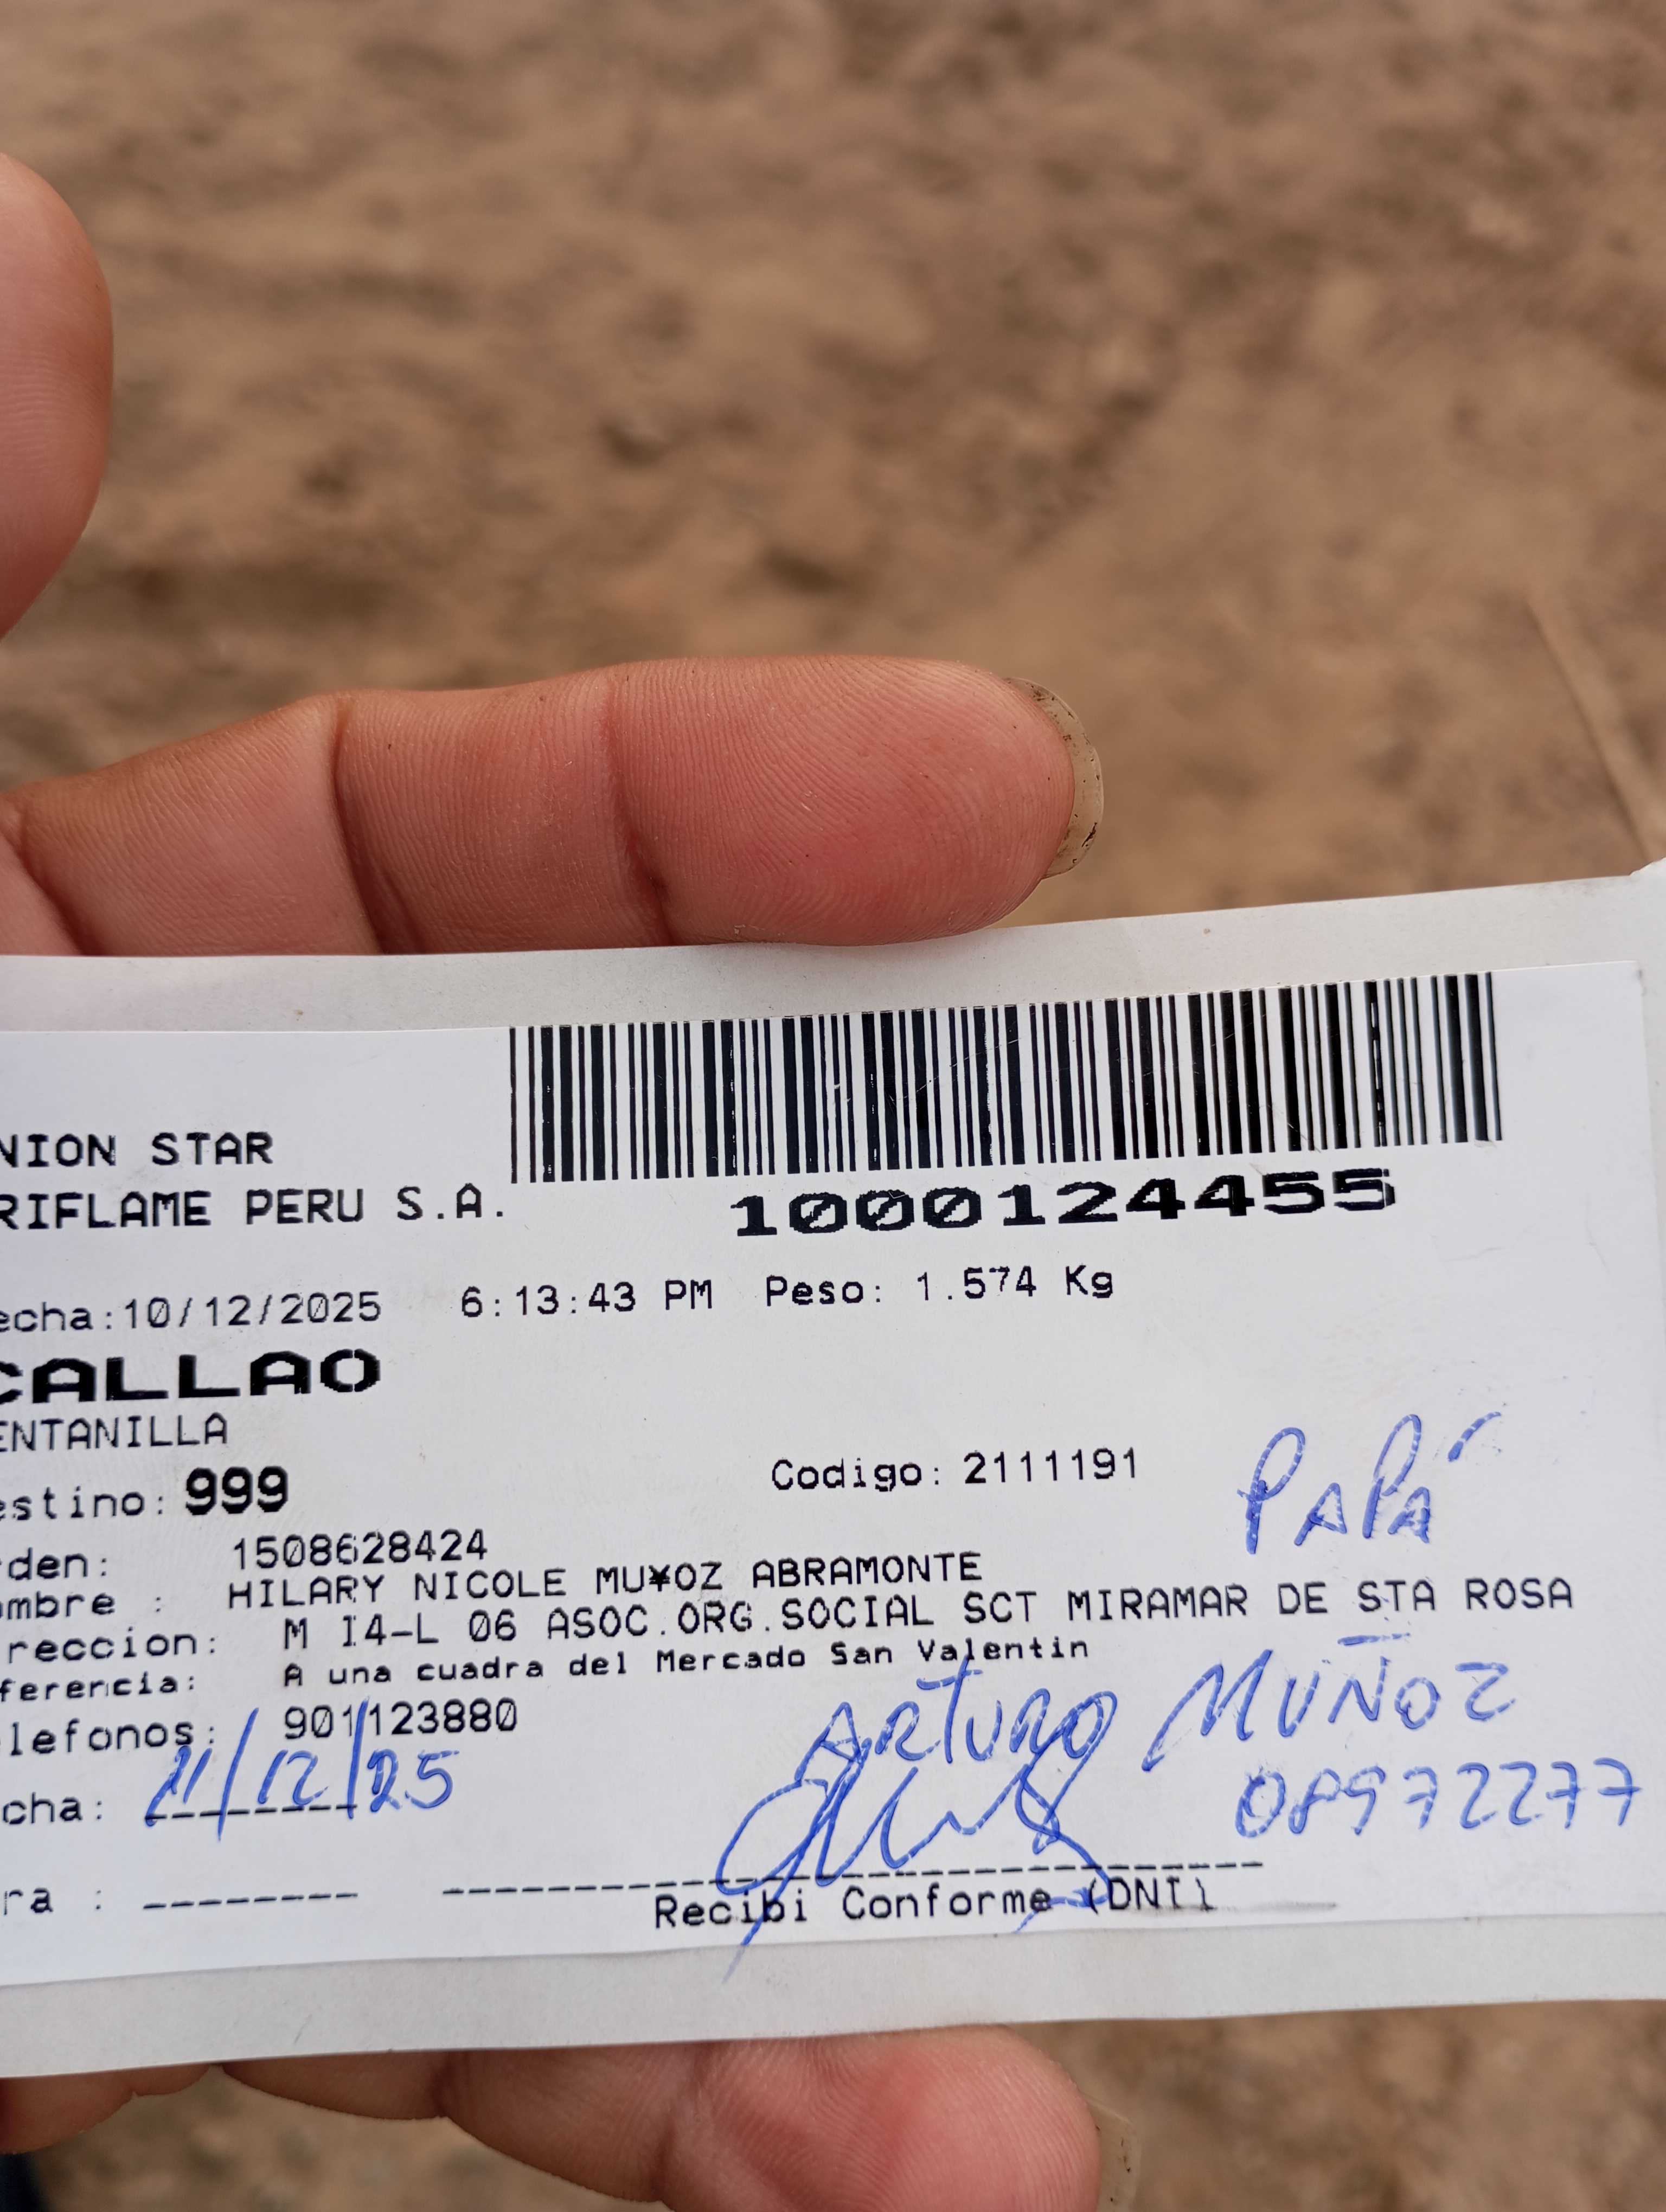 NION STAR
RIFLAME PERU S.A.
1000124455
echa:10/12/2025 6:13:43 PM Peso: 1.574 Kg
CALLAO
ENTANILLA
estino: 999 Codigo: 2111191
PAPÁ
rden: 1508628424
ombre : HILARY NICOLE MU¥OZ ABRAMONTE
reccion: M I4-L 06 ASOC.ORG.SOCIAL SCT MIRAMAR DE STA ROSA
ferencia: A una cuadra del Mercado San Valentin
lefonos: 901123880
ARTURO MUÑOZ
cha: 11/12/25
08972277
ra :
Recibi Conforme (DNI)